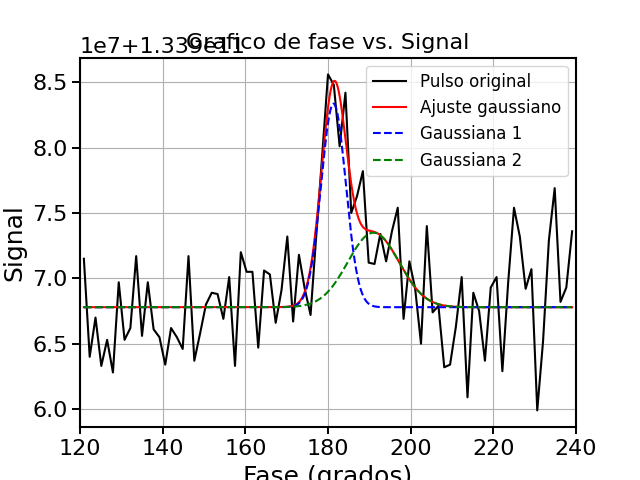 1e7+1.339e11
Grafico de fase vs. Signal
8.5
8.0
7.5
7.0
6.5
6.0
Signal
Pulso original
Ajuste gaussiano
Gaussiana 1
Gaussiana 2
120 140 160 180 200 220 240
Fase (grados)